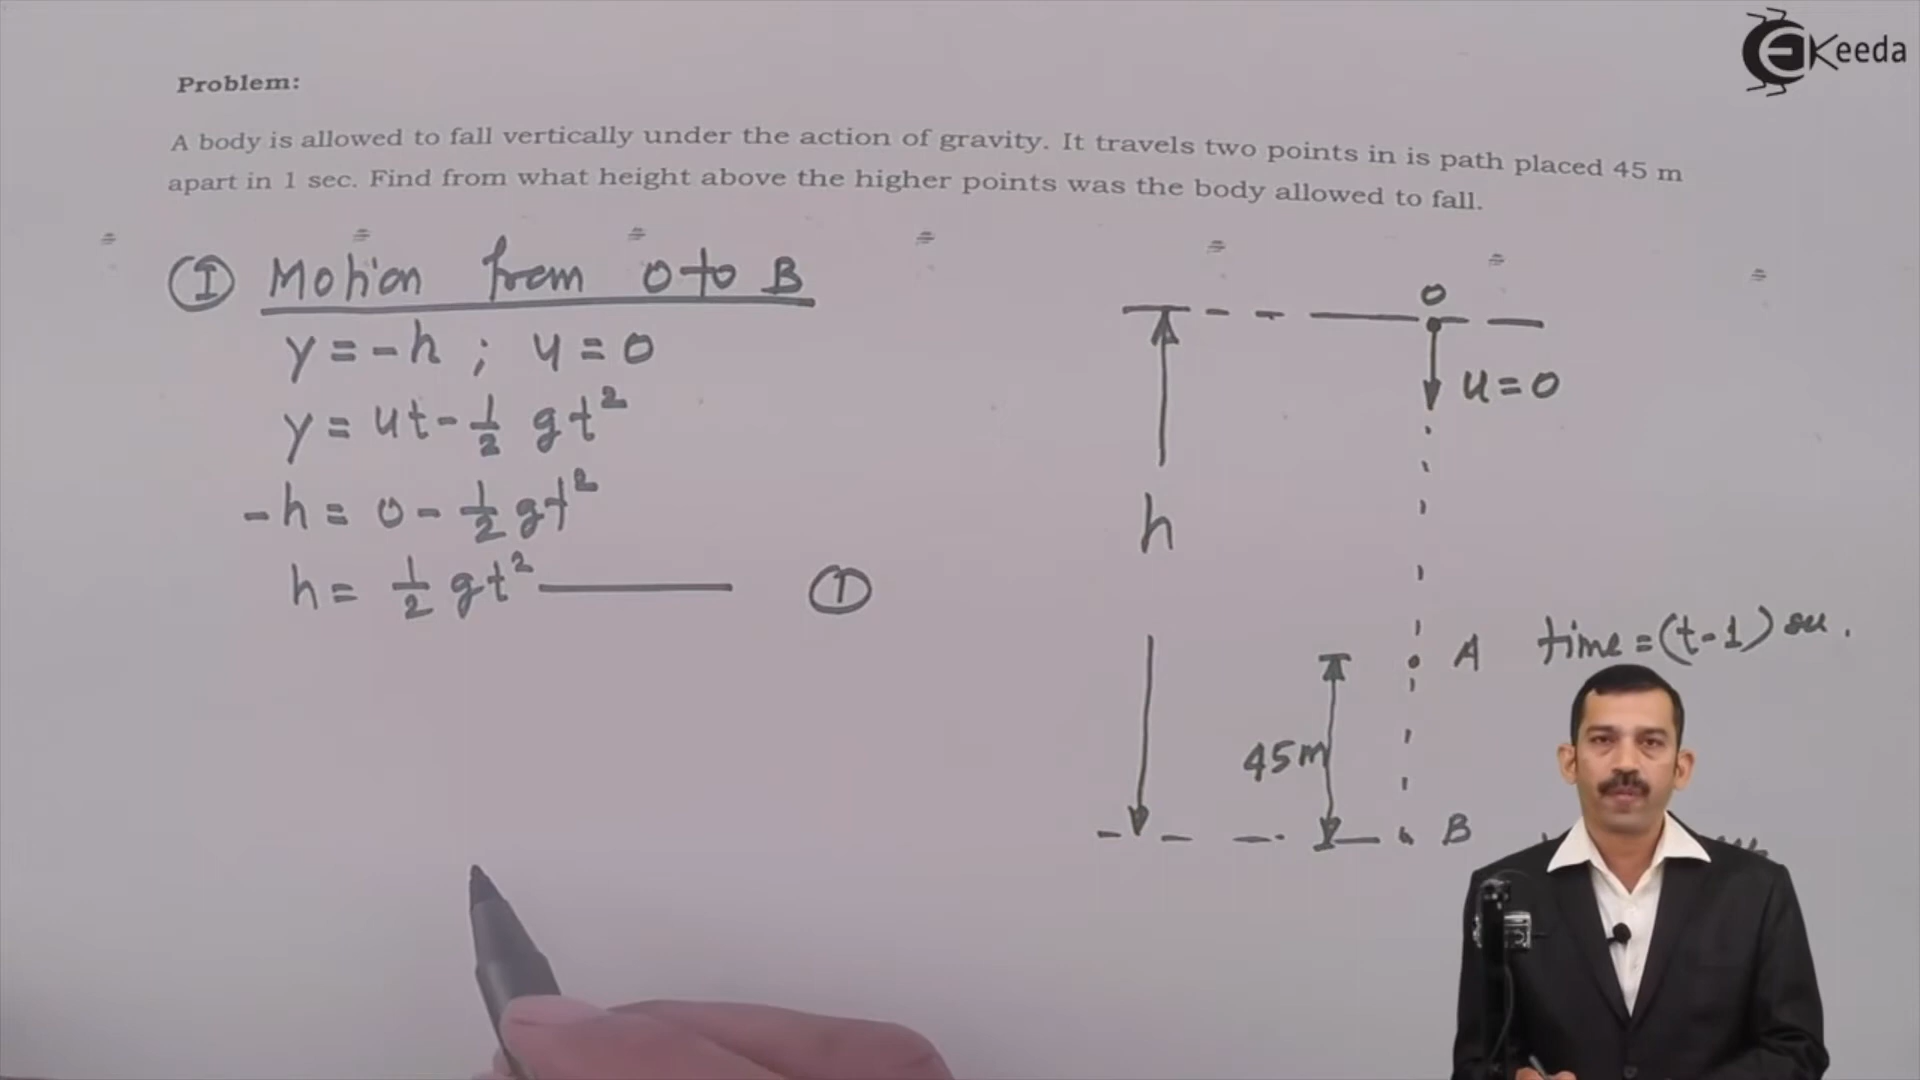 Keeda
Problem:
A body is allowed to fall vertically under the action of gravity. It travels two points in is path placed 45 m
apart in 1 sec. Find from what height above the higher points was the body allowed to fall.
I Motion from O to B
y = -h ; u = 0
y = ut - 1/2 gt²
-h = 0 - 1/2 gt²
h = 1/2 gt² ——— 1
O
u = 0
h
A time = (t-1) sec.
45m
B